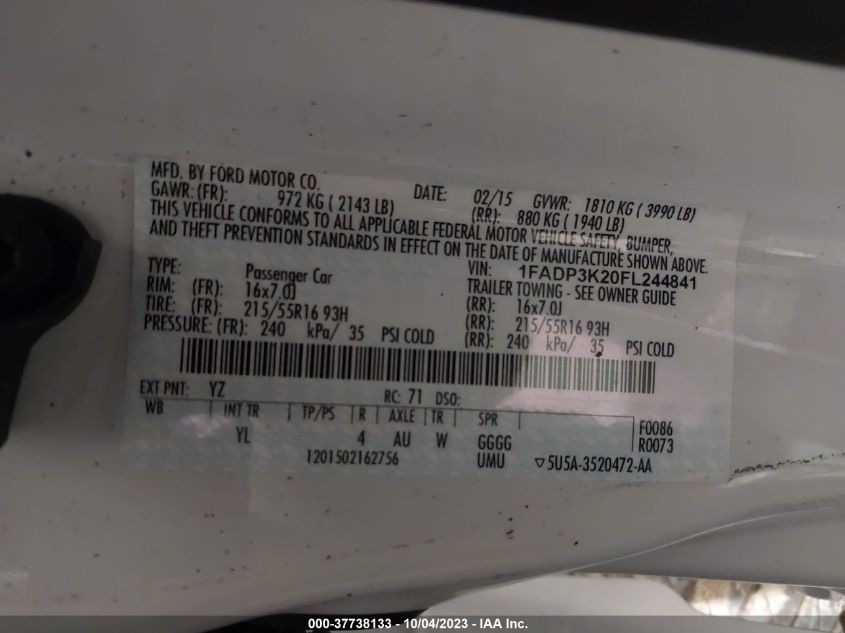 MFD. BY FORD MOTOR CO. DATE: 02/15 GVWR: 1810 KG ( 3990 LB)
GAWR: (FR): 972 KG ( 2143 LB) (RR): 880 KG ( 1940 LB)
THIS VEHICLE CONFORMS TO ALL APPLICABLE FEDERAL MOTOR VEHICLE SAFETY, BUMPER,
AND THEFT PREVENTION STANDARDS IN EFFECT ON THE DATE OF MANUFACTURE SHOWN ABOVE.
VIN: 1FADP3K20FL244841
TYPE: Passenger Car TRAILER TOWING - SEE OWNER GUIDE
RIM: (FR): 16x7.0J (RR): 16x7.0J
TIRE: (FR): 215/55R16 93H (RR): 215/55R16 93H
PRESSURE: (FR): 240 kPa/ 35 PSI COLD (RR): 240 kPa/ 35 PSI COLD
EXT PNT: YZ RC: 71 DSO:
WB | INT TR | TP/PS | R | AXLE | TR | SPR F0086
YL 4 AU W GGGG R0073
1201502162756 UMU ▽5U5A-3520472-AA
000-37738133 - 10/04/2023 - IAA Inc.